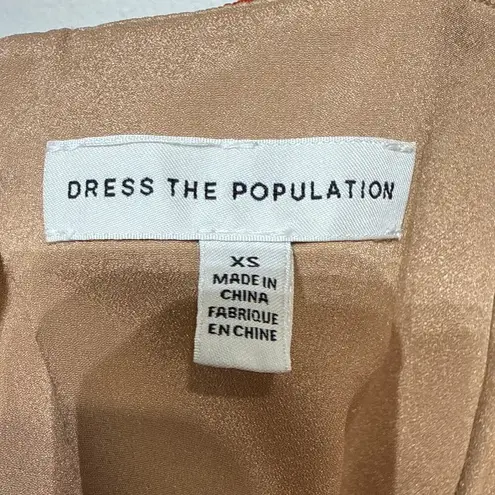 DRESS THE POPULATION
XS
MADE IN
CHINA
FABRIQUE
EN CHINE